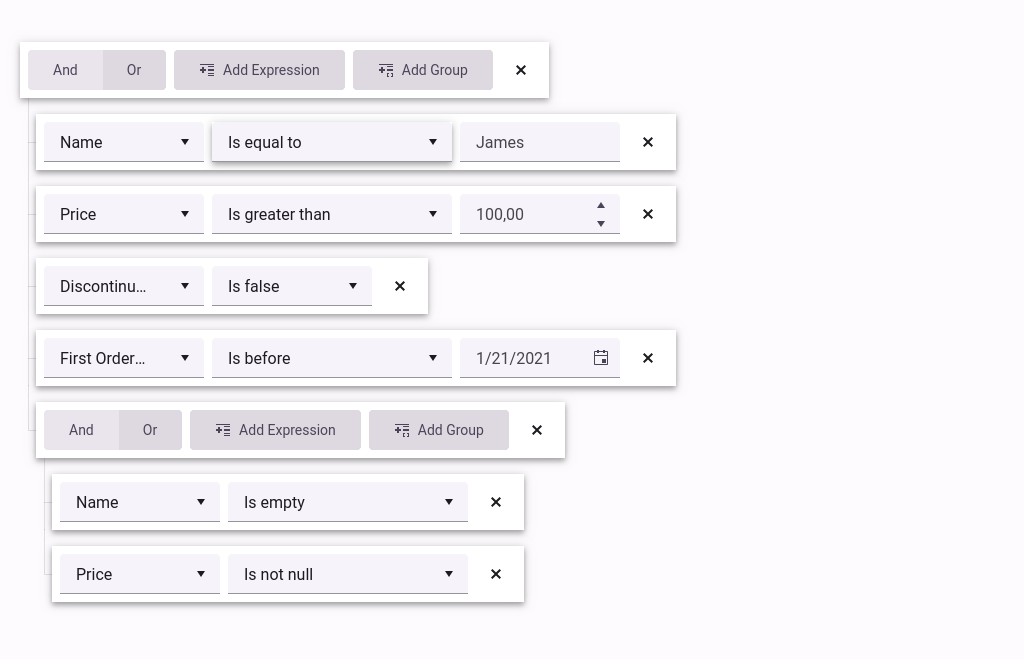 And Or Add Expression Add Group
Name Is equal to James
Price Is greater than 100,00
Discontinu... Is false
First Order... Is before 1/21/2021
And Or Add Expression Add Group
Name Is empty
Price Is not null